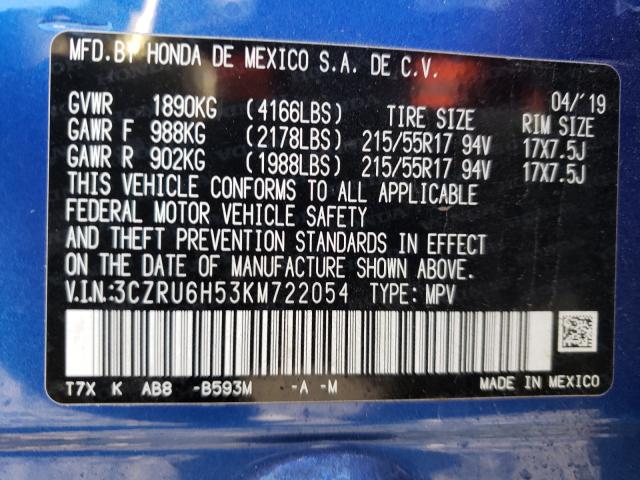 MFD.BY HONDA DE MEXICO S.A. DE C.V.
04/'19
GVWR 1890KG (4166LBS) TIRE SIZE RIM SIZE
GAWR F 988KG (2178LBS) 215/55R17 94V 17X7.5J
GAWR R 902KG (1988LBS) 215/55R17 94V 17X7.5J
THIS VEHICLE CONFORMS TO ALL APPLICABLE
FEDERAL MOTOR VEHICLE SAFETY
AND THEFT PREVENTION STANDARDS IN EFFECT
ON THE DATE OF MANUFACTURE SHOWN ABOVE.
V.I.N:3CZRU6H53KM722054 TYPE: MPV
T7X K AB8 -B593M -A -M MADE IN MEXICO